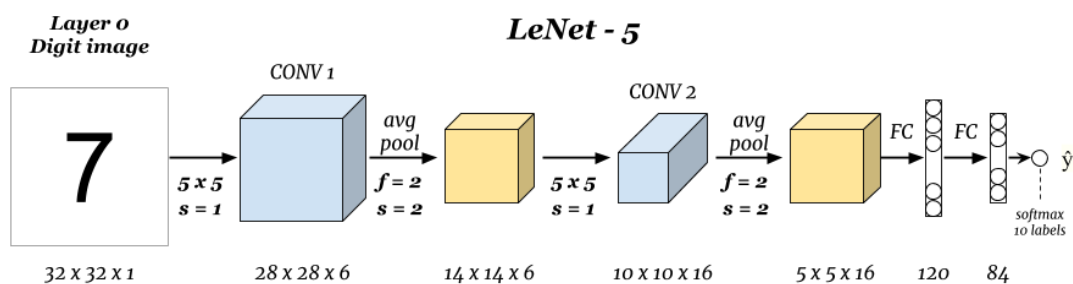 LeNet - 5
Layer 0
Digit image
7
5 x 5
s = 1
CONV 1
avg
pool
f = 2
s = 2
5 x 5
s = 1
CONV 2
avg
pool
f = 2
s = 2
FC
FC
ŷ
softmax
10 labels
32 x 32 x 1
28 x 28 x 6
14 x 14 x 6
10 x 10 x 16
5 x 5 x 16
120
84